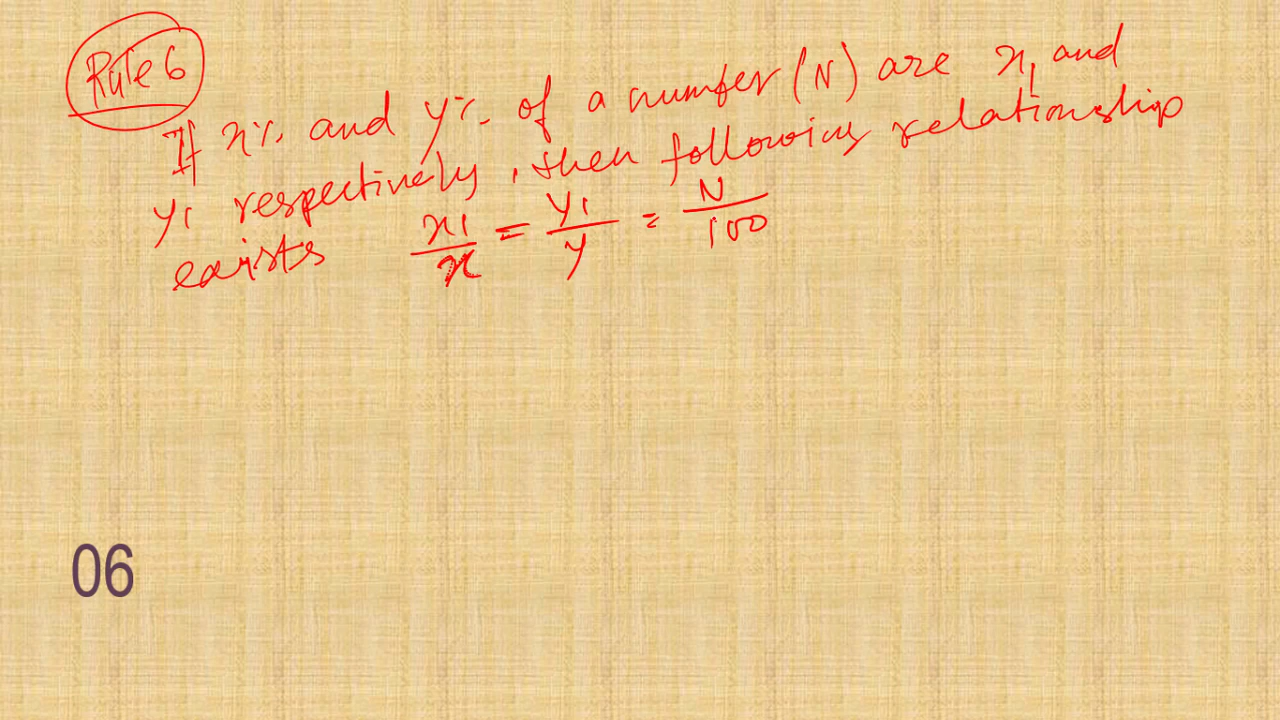 Rule 6
If x% and y% of a number (N) are x₁ and
y₁ respectively, then following relationship
exists x₁/x = y₁/y = N/100
06